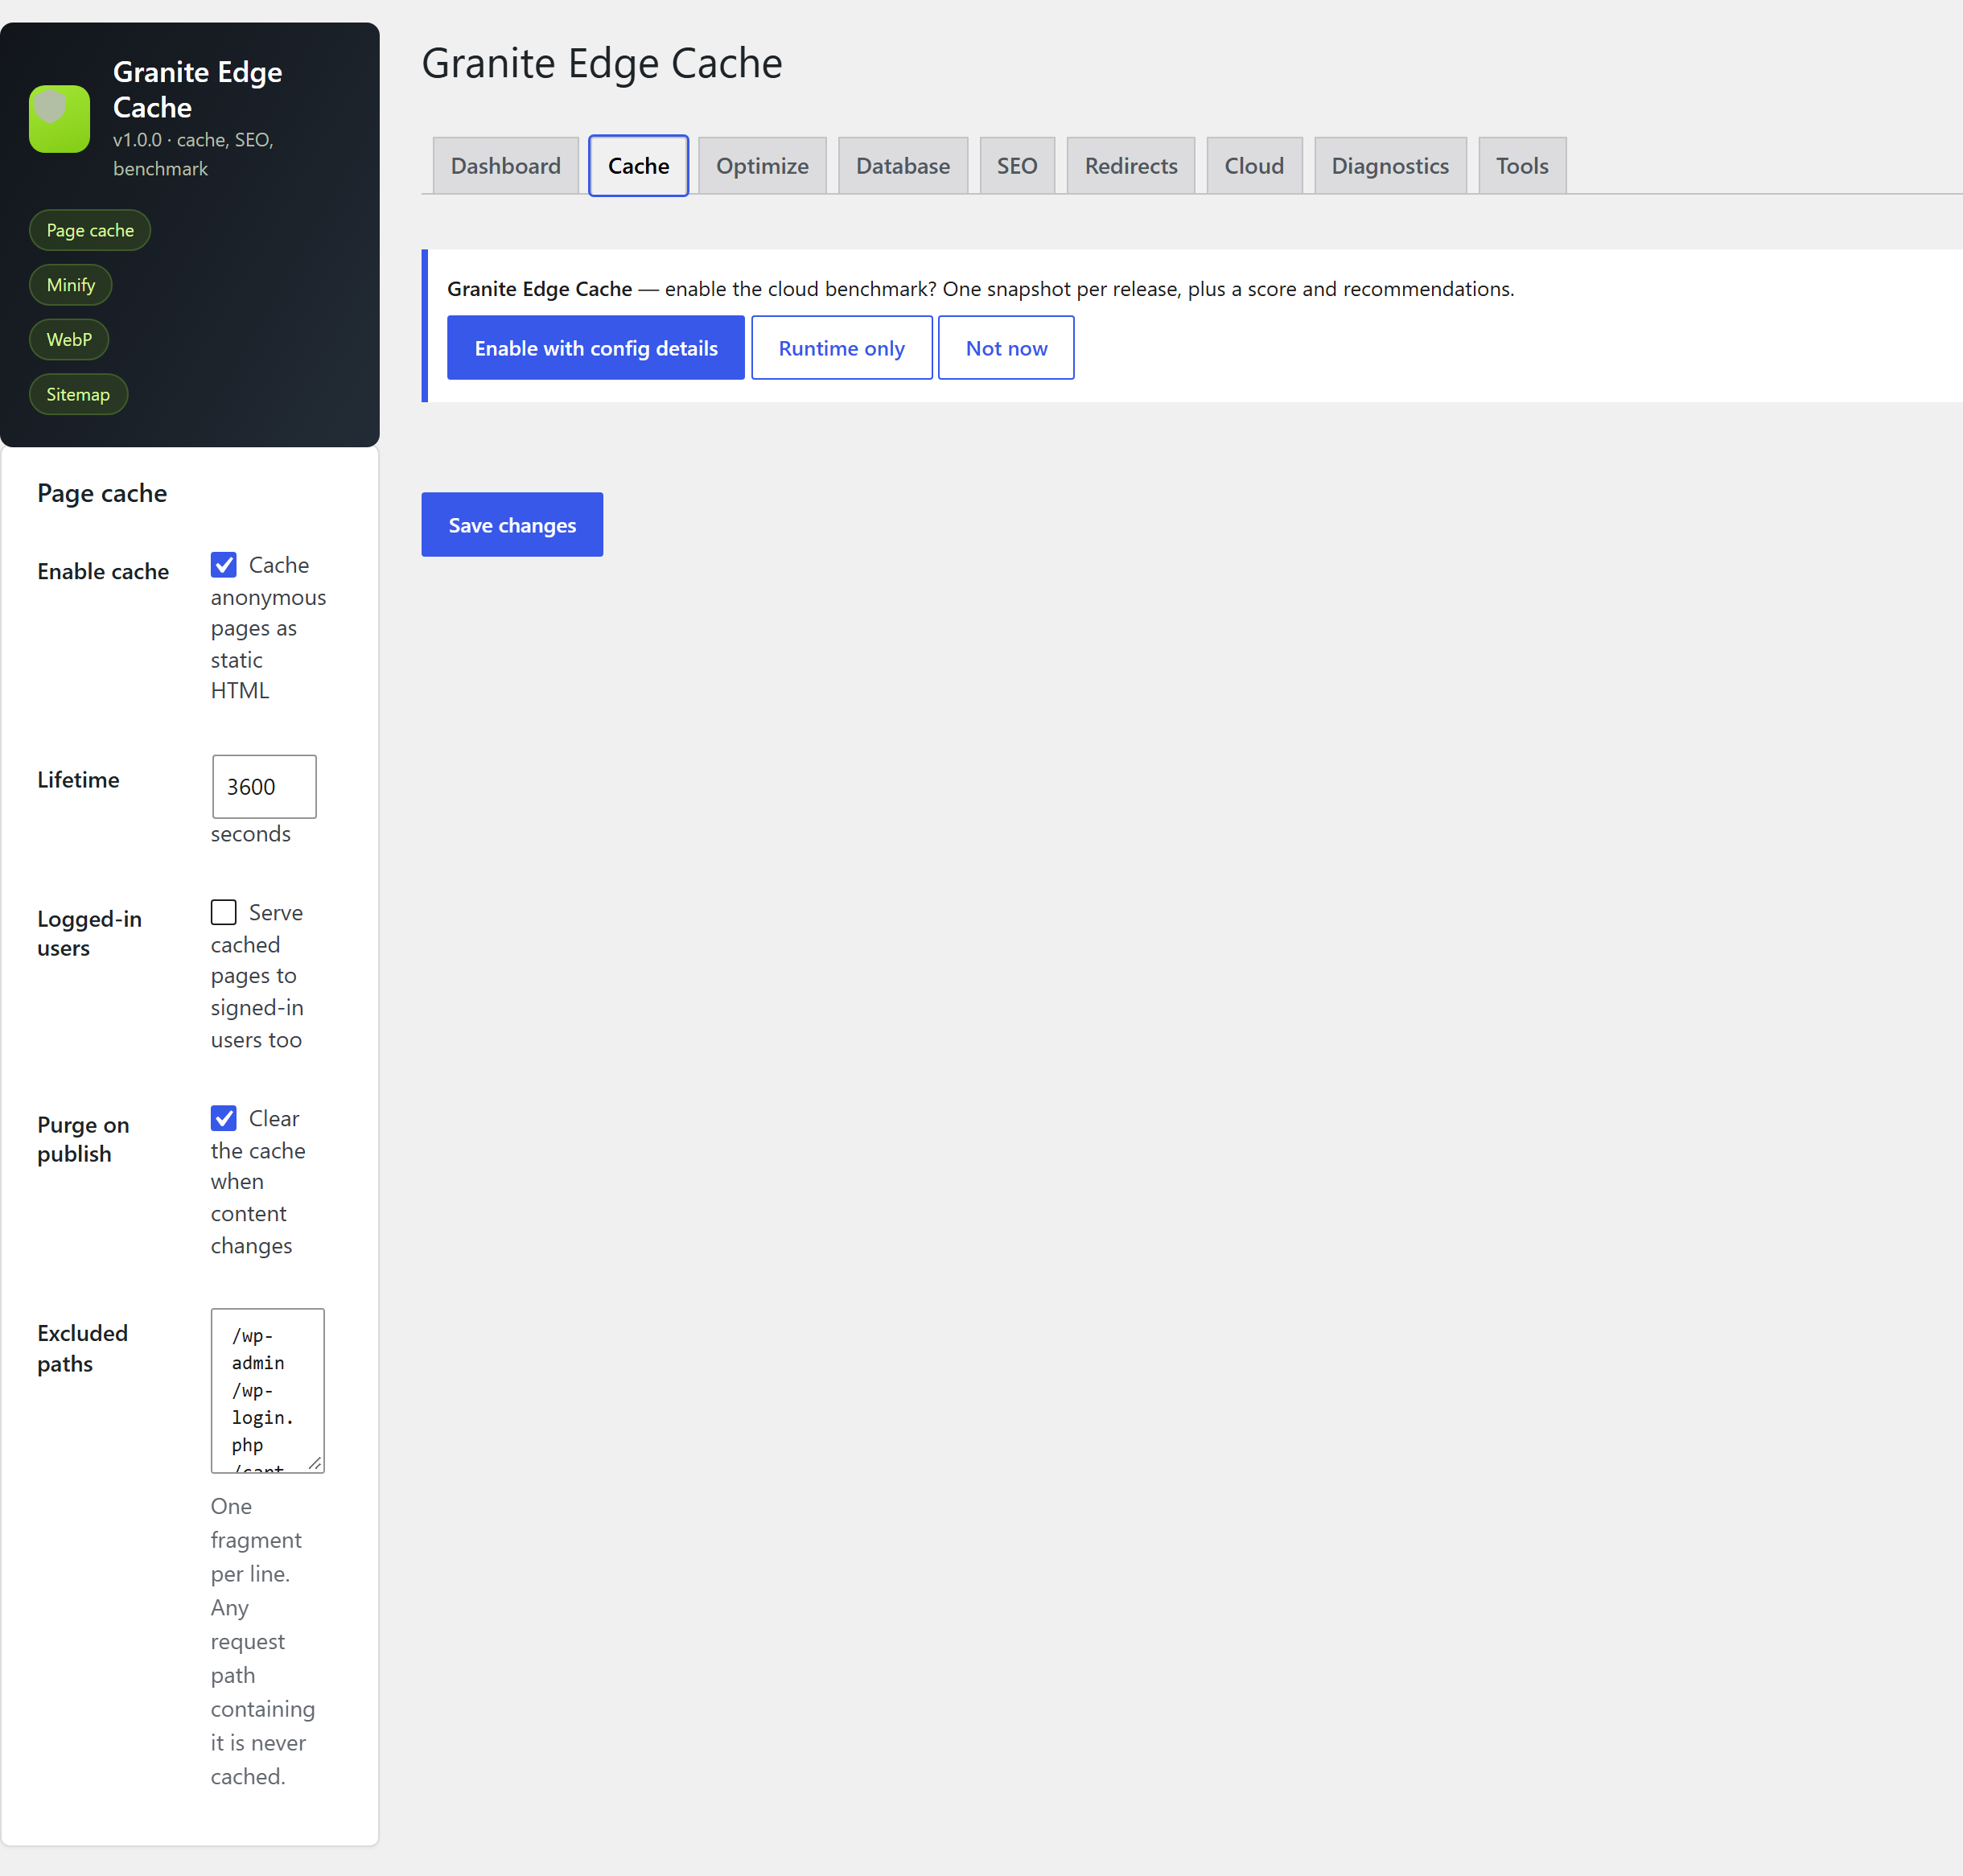 Granite Edge
Cache
v1.0.0 · cache, SEO,
benchmark
Page cache
Minify
WebP
Sitemap
Page cache
Enable cache
Cache
anonymous
pages as
static
HTML
Lifetime
3600
seconds
Logged-in
users
Serve
cached
pages to
signed-in
users too
Purge on
publish
Clear
the cache
when
content
changes
Excluded
paths
/wp-
admin
/wp-
login.
php
/cart
One
fragment
per line.
Any
request
path
containing
it is never
cached.
Granite Edge Cache
Dashboard
Cache
Optimize
Database
SEO
Redirects
Cloud
Diagnostics
Tools
Granite Edge Cache — enable the cloud benchmark? One snapshot per release, plus a score and recommendations.
Enable with config details
Runtime only
Not now
Save changes